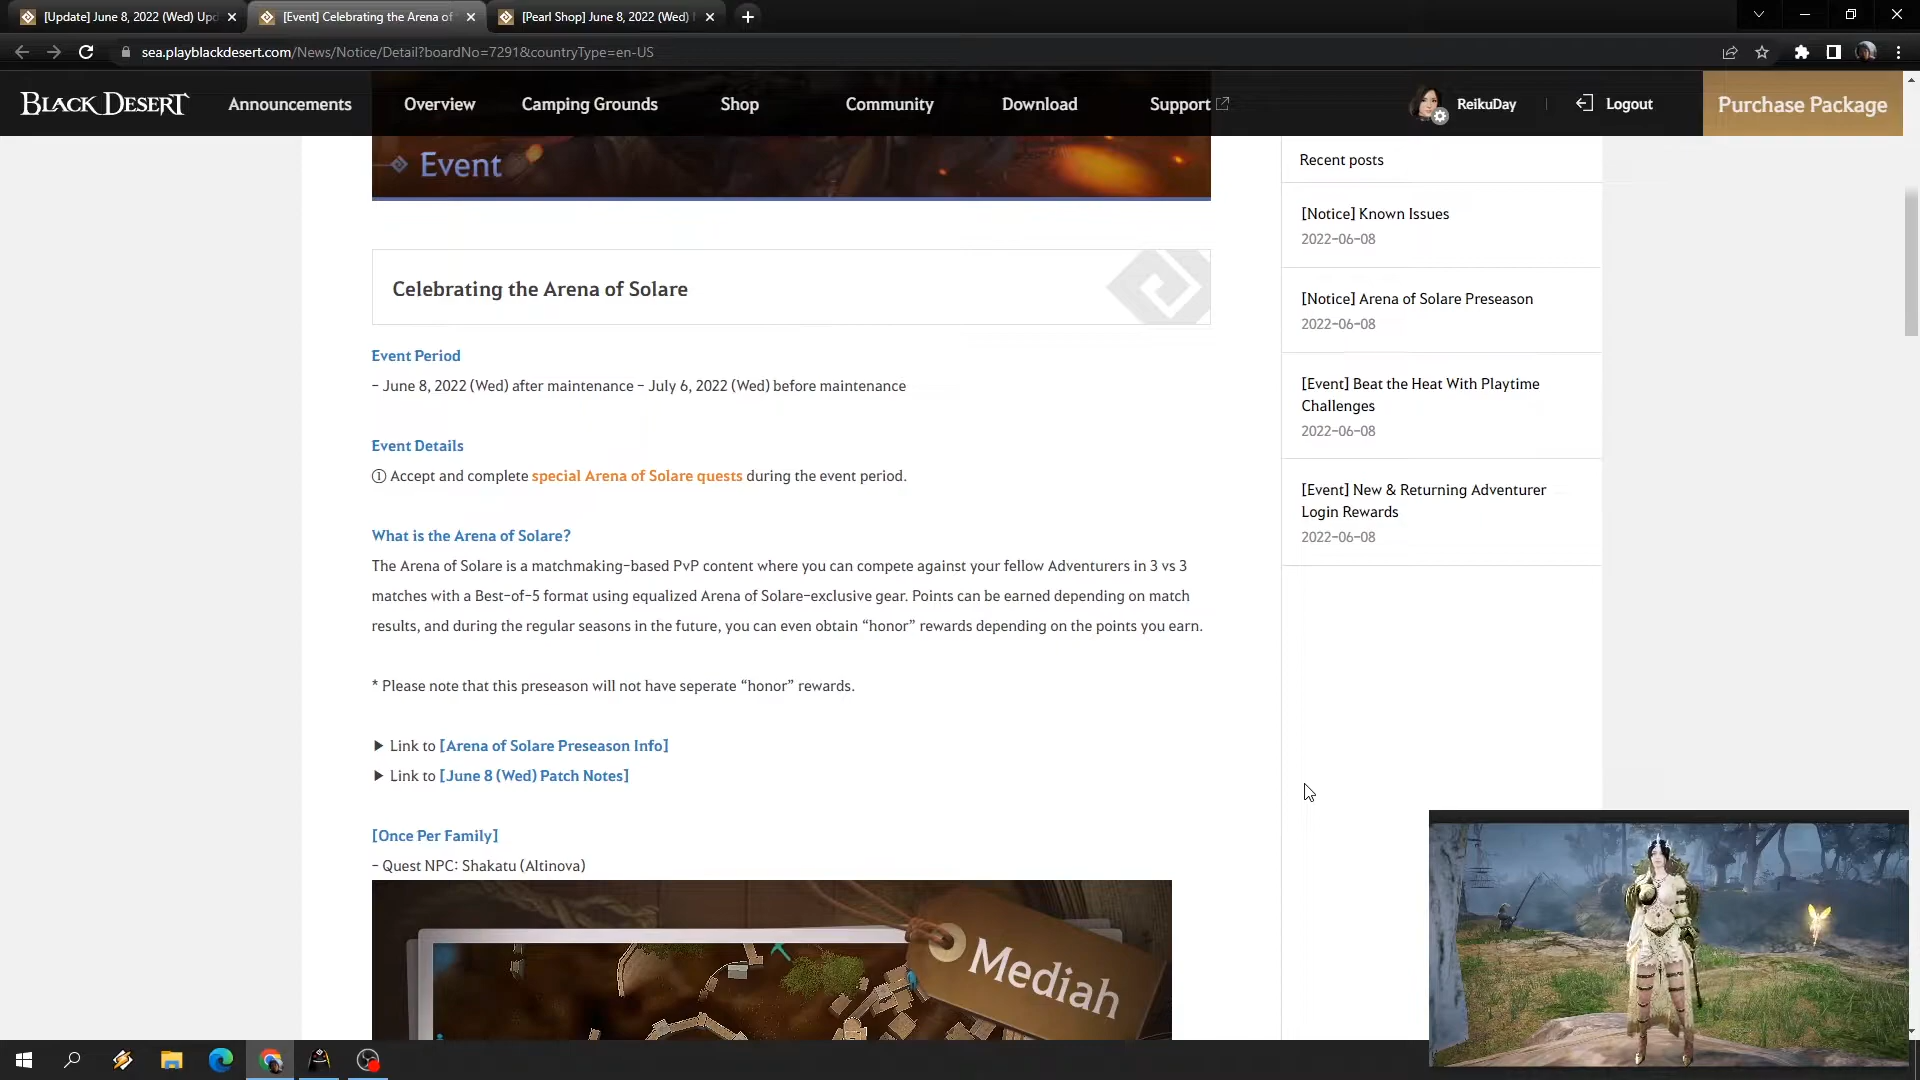 [Update] June 8, 2022 (Wed) Upd
[Event] Celebrating the Arena of
[Pearl Shop] June 8, 2022 (Wed)
sea.playblackdesert.com/News/Notice/Detail?boardNo=7291&countryType=en-US
BLACK DESERT
Announcements
Overview
Camping Grounds
Shop
Community
Download
Support
ReikuDay
Logout
Purchase Package
Event
Celebrating the Arena of Solare
Event Period
- June 8, 2022 (Wed) after maintenance - July 6, 2022 (Wed) before maintenance
Event Details
① Accept and complete special Arena of Solare quests during the event period.
What is the Arena of Solare?
The Arena of Solare is a matchmaking-based PvP content where you can compete against your fellow Adventurers in 3 vs 3
matches with a Best-of-5 format using equalized Arena of Solare-exclusive gear. Points can be earned depending on match
results, and during the regular seasons in the future, you can even obtain “honor” rewards depending on the points you earn.
* Please note that this preseason will not have seperate “honor” rewards.
▶ Link to [Arena of Solare Preseason Info]
▶ Link to [June 8 (Wed) Patch Notes]
[Once Per Family]
- Quest NPC: Shakatu (Altinova)
Mediah
Recent posts
[Notice] Known Issues
2022-06-08
[Notice] Arena of Solare Preseason
2022-06-08
[Event] Beat the Heat With Playtime
Challenges
2022-06-08
[Event] New & Returning Adventurer
Login Rewards
2022-06-08